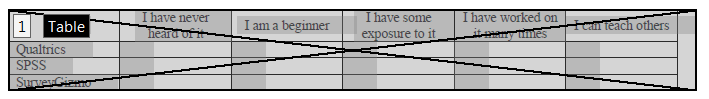 1 Table
I have never heard of it
I am a beginner
I have some exposure to it
I have worked on it many times
I can teach others
Qualtrics
SPSS
SurveyGizmo